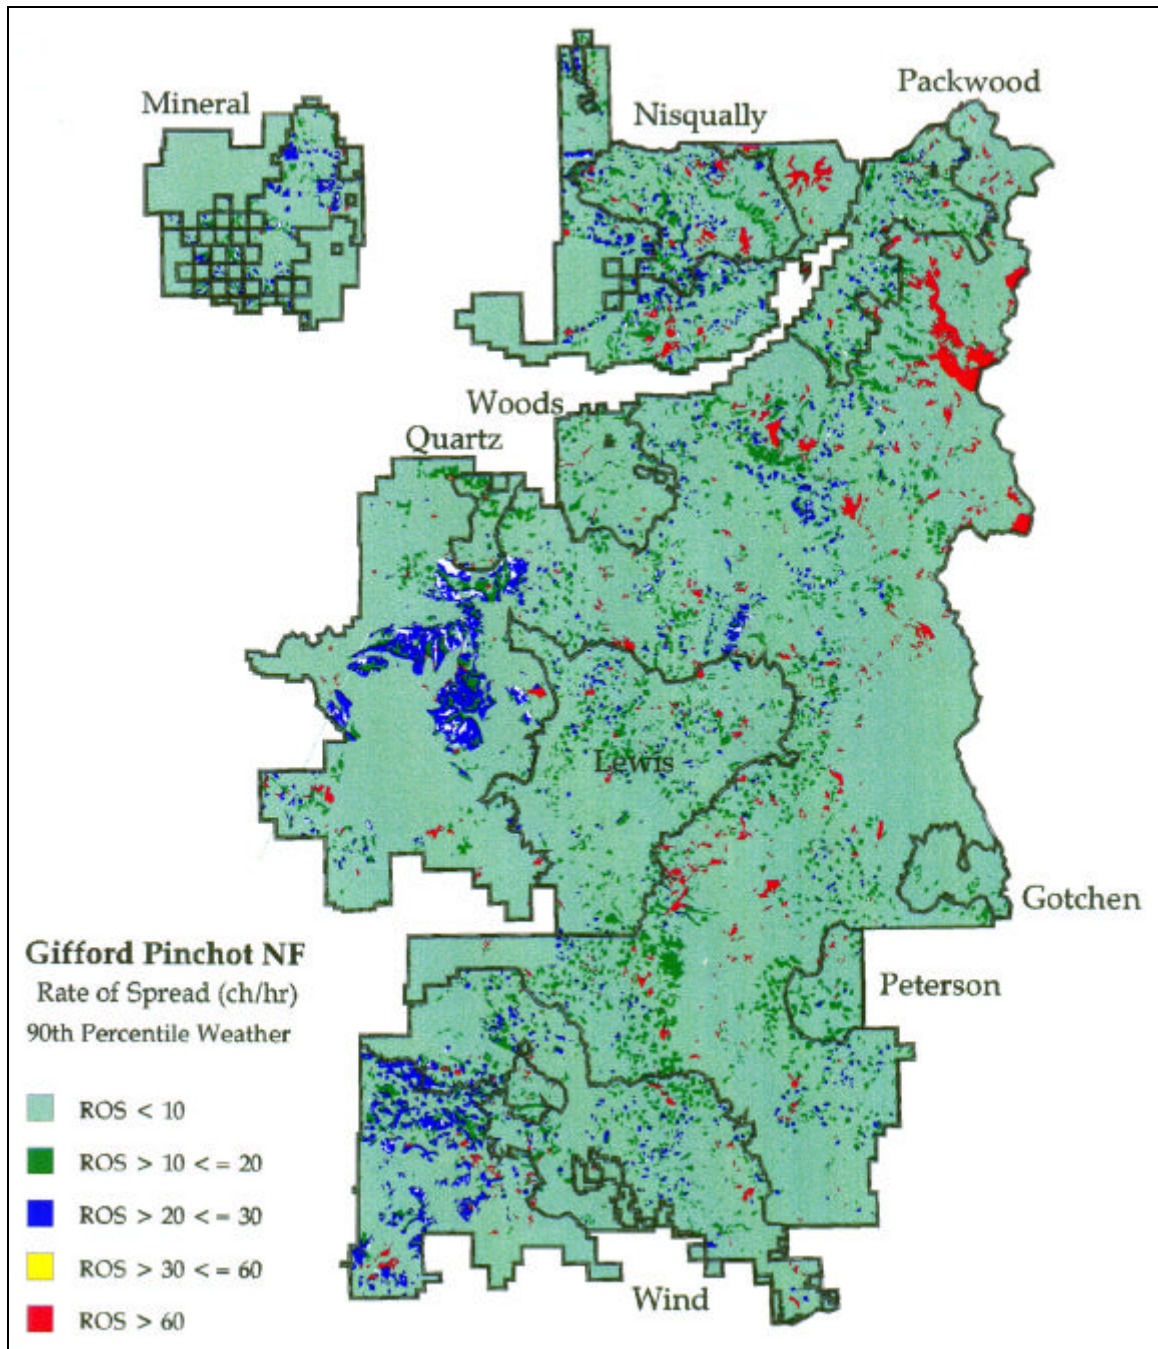 Mineral
Nisqually
Packwood
Woods
Quartz
Lewis
Gotchen
Peterson
Wind
Gifford Pinchot NF
Rate of Spread (ch/hr)
90th Percentile Weather
ROS < 10
ROS > 10 < = 20
ROS > 20 < = 30
ROS > 30 < = 60
ROS > 60